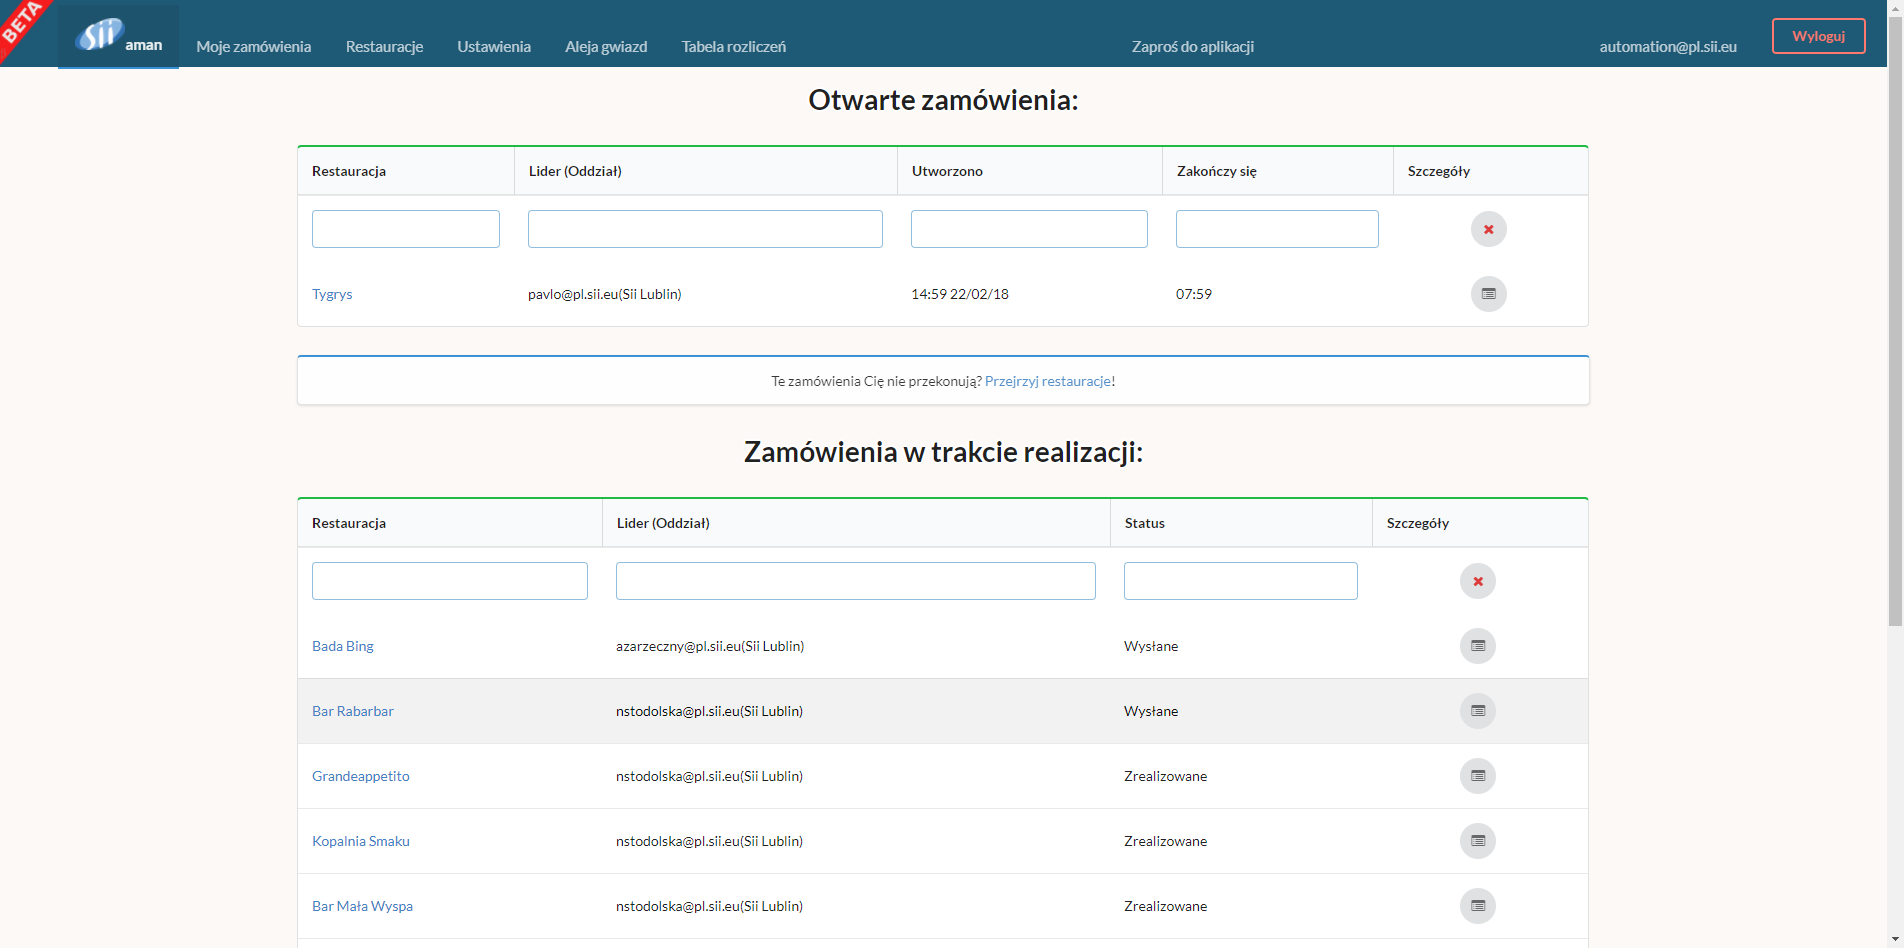 BETA
sii aman Moje zamówienia Restauracje Ustawienia Aleja gwiazd Tabela rozliczeń Zaproś do aplikacji automation@pl.sii.eu Wyloguj
Otwarte zamówienia:
Restauracja Lider (Oddział) Utworzono Zakończy się Szczegóły
Tygrys pavlo@pl.sii.eu(Sii Lublin) 14:59 22/02/18 07:59
Te zamówienia Cię nie przekonują? Przejrzyj restauracje!
Zamówienia w trakcie realizacji:
Restauracja Lider (Oddział) Status Szczegóły
Bada Bing azarzeczny@pl.sii.eu(Sii Lublin) Wysłane
Bar Rabarbar nstodolska@pl.sii.eu(Sii Lublin) Wysłane
Grandeappetito nstodolska@pl.sii.eu(Sii Lublin) Zrealizowane
Kopalnia Smaku nstodolska@pl.sii.eu(Sii Lublin) Zrealizowane
Bar Mała Wyspa nstodolska@pl.sii.eu(Sii Lublin) Zrealizowane